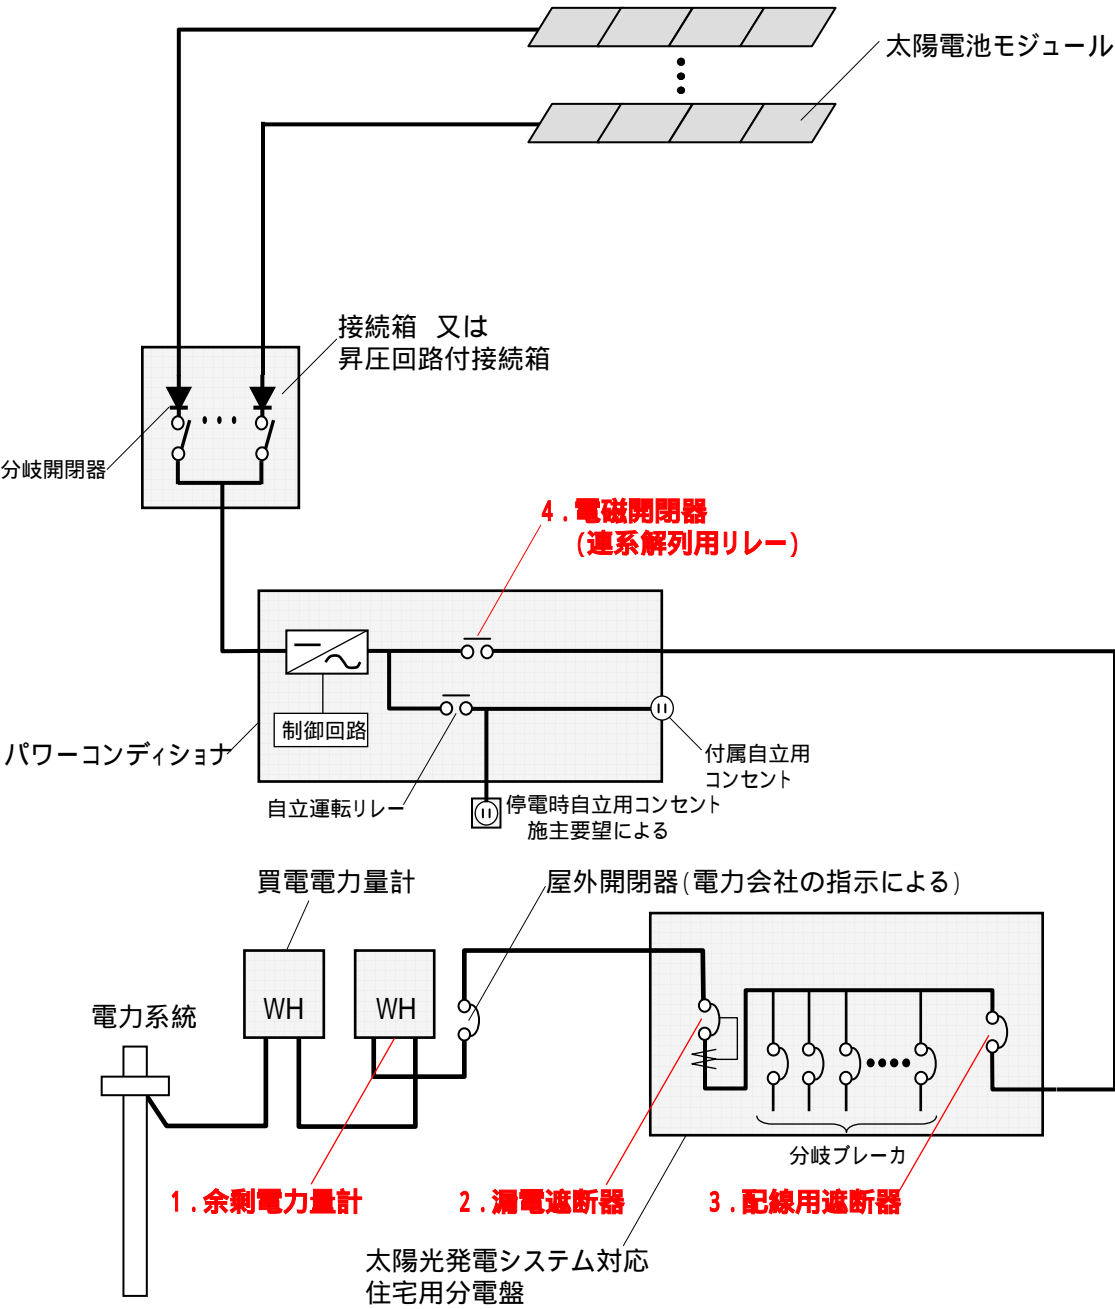 太陽電池モジュール
接続箱 又は
昇圧回路付接続箱
分岐開閉器
4．電磁開閉器
(連系解列用リレー)
制御回路
パワーコンディショナ
付属自立用
コンセント
自立運転リレー
停電時自立用コンセント
施主要望による
買電電力量計
屋外開閉器(電力会社の指示による)
WH
WH
電力系統
分岐ブレーカ
1．余剰電力量計
2．漏電遮断器
3．配線用遮断器
太陽光発電システム対応
住宅用分電盤